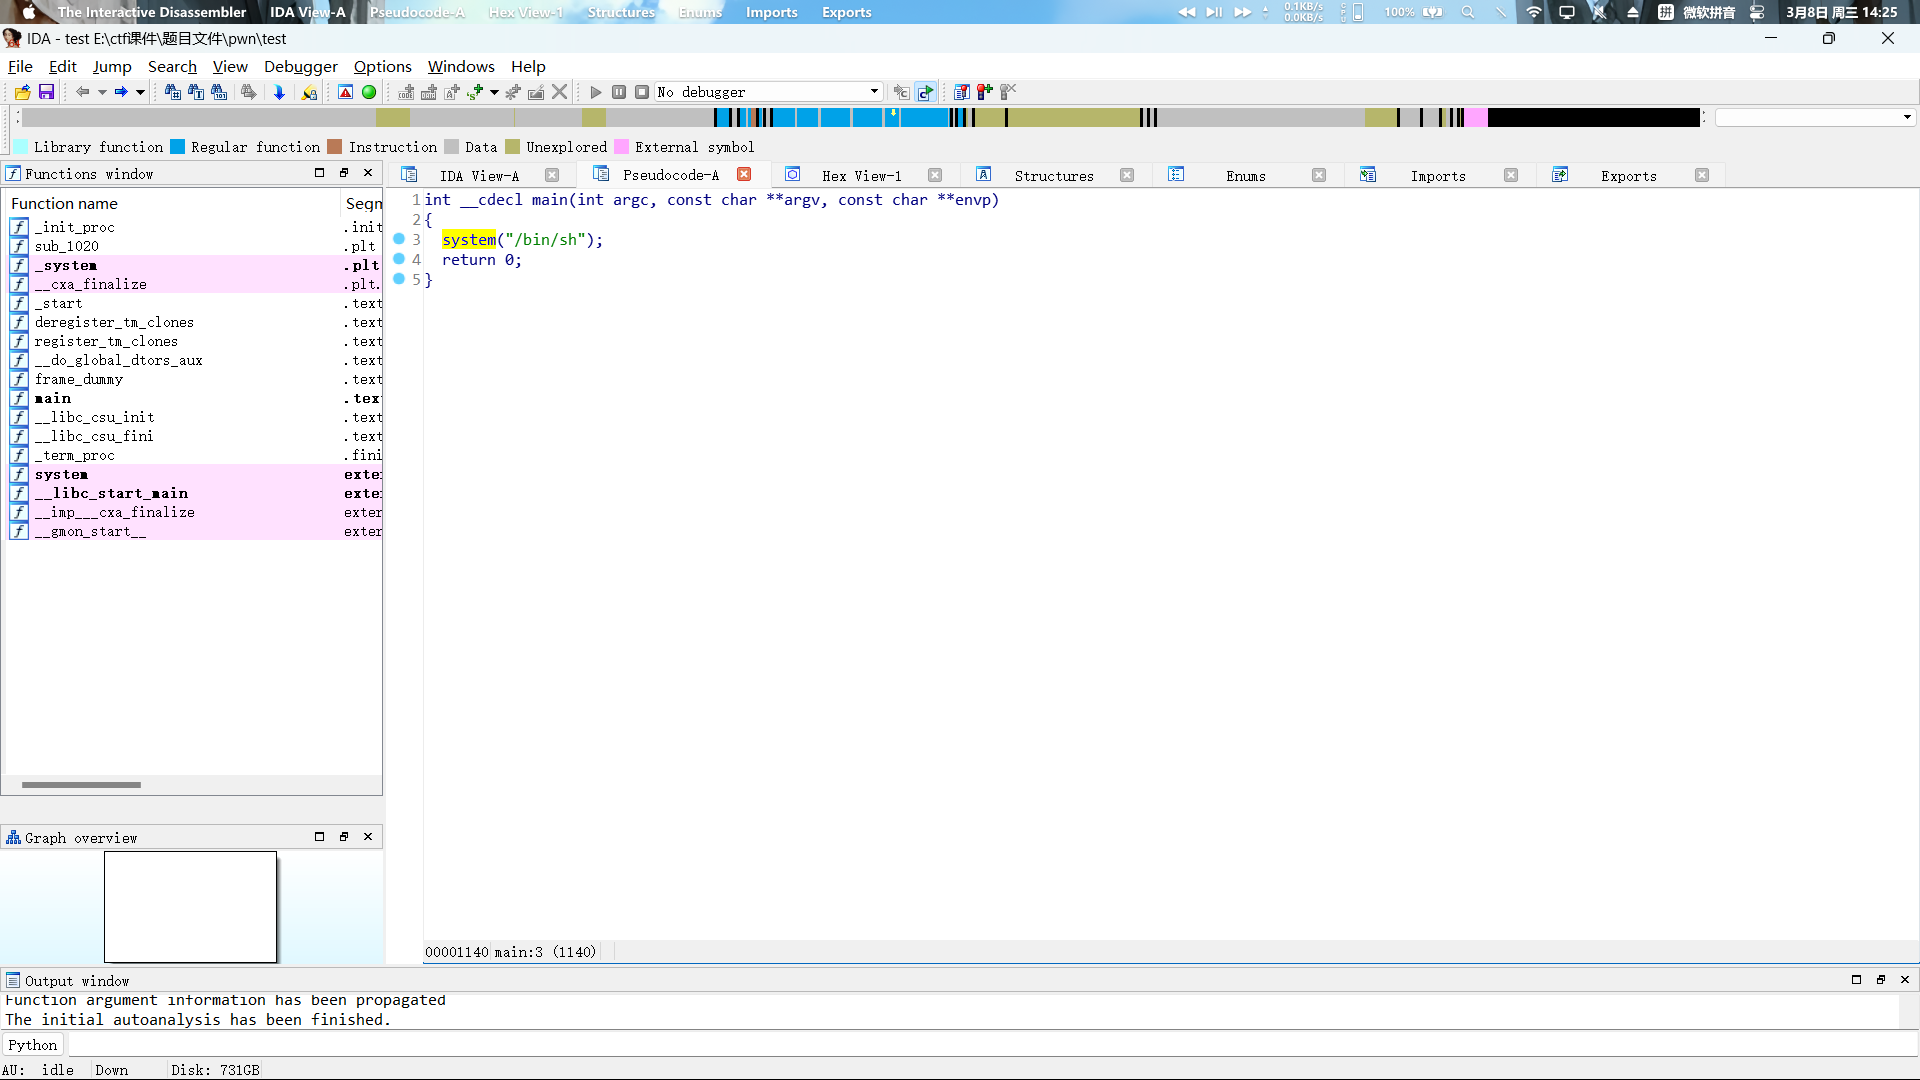 The Interactive Disassembler IDA View-A Pseudocode-A Hex View-1 Structures Enums Imports Exports 0.1KB/s 0.0KB/s 100% 拼 微软拼音 3月8日 周三 14:25
IDA - test E:\ctf课件\题目文件\pwn\test
File Edit Jump Search View Debugger Options Windows Help
No debugger
Library function Regular function Instruction Data Unexplored External symbol
Functions window
IDA View-A Pseudocode-A Hex View-1 Structures Enums Imports Exports
Function name Segm
_init_proc .init
sub_1020 .plt
_system .plt
__cxa_finalize .plt.
_start .text
deregister_tm_clones .text
register_tm_clones .text
__do_global_dtors_aux .text
frame_dummy .text
main .tex
__libc_csu_init .text
__libc_csu_fini .text
_term_proc .fini
system exte
__libc_start_main exte
__imp___cxa_finalize exter
__gmon_start__ exter
1 int __cdecl main(int argc, const char **argv, const char **envp)
2 {
3 system("/bin/sh");
4 return 0;
5 }
Graph overview
00001140 main:3 (1140)
Output window
Function argument information has been propagated
The initial autoanalysis has been finished.
Python
AU: idle Down Disk: 731GB